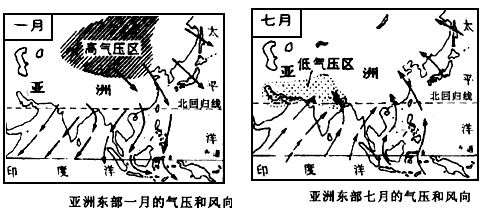 一月
高气压区
太
亚 洲
平
北回归线
洋
印 度 洋
亚洲东部一月的气压和风向
七月
低气压区
太
亚 洲
平
北回归线
洋
印 度 洋
亚洲东部七月的气压和风向